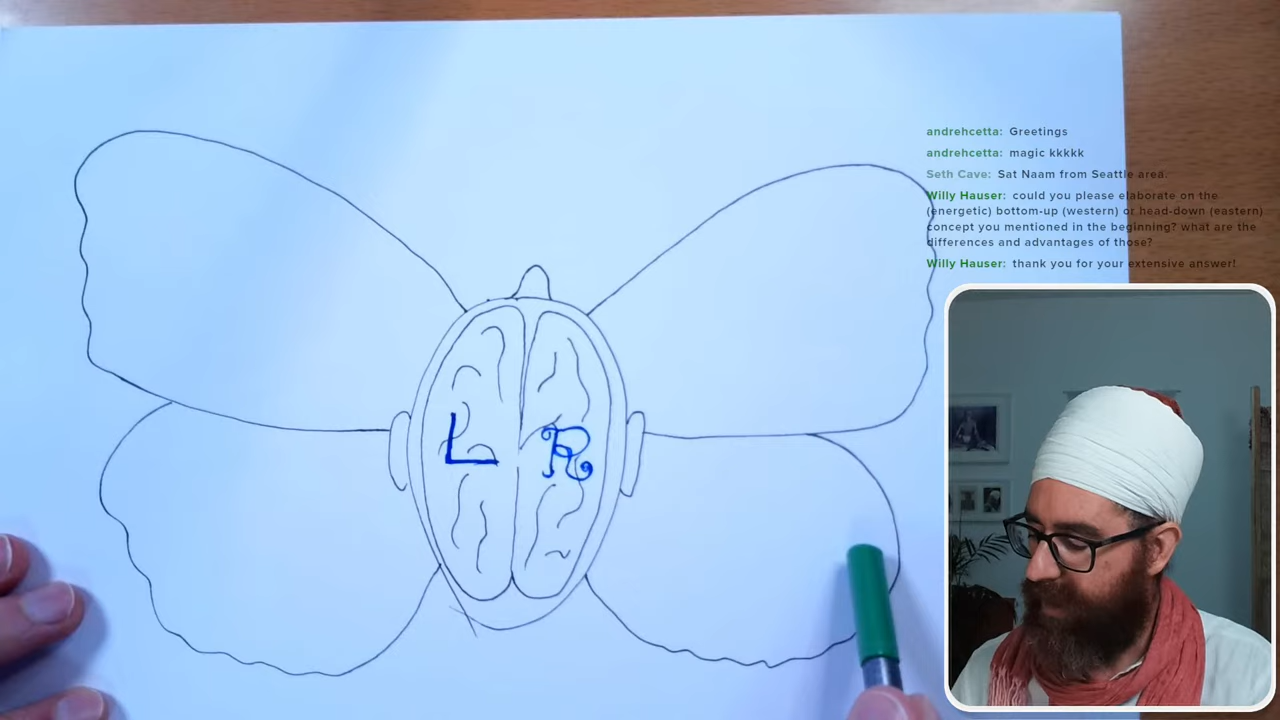 andrehcetta: Greetings
andrehcetta: magic kkkkk
Seth Cave: Sat Naam from Seattle area.
Willy Hauser: could you please elaborate on the
(energetic) bottom-up (western) or head-down (eastern)
concept you mentioned in the beginning? what are the
differences and advantages of those?
Willy Hauser: thank you for your extensive answer!
L R